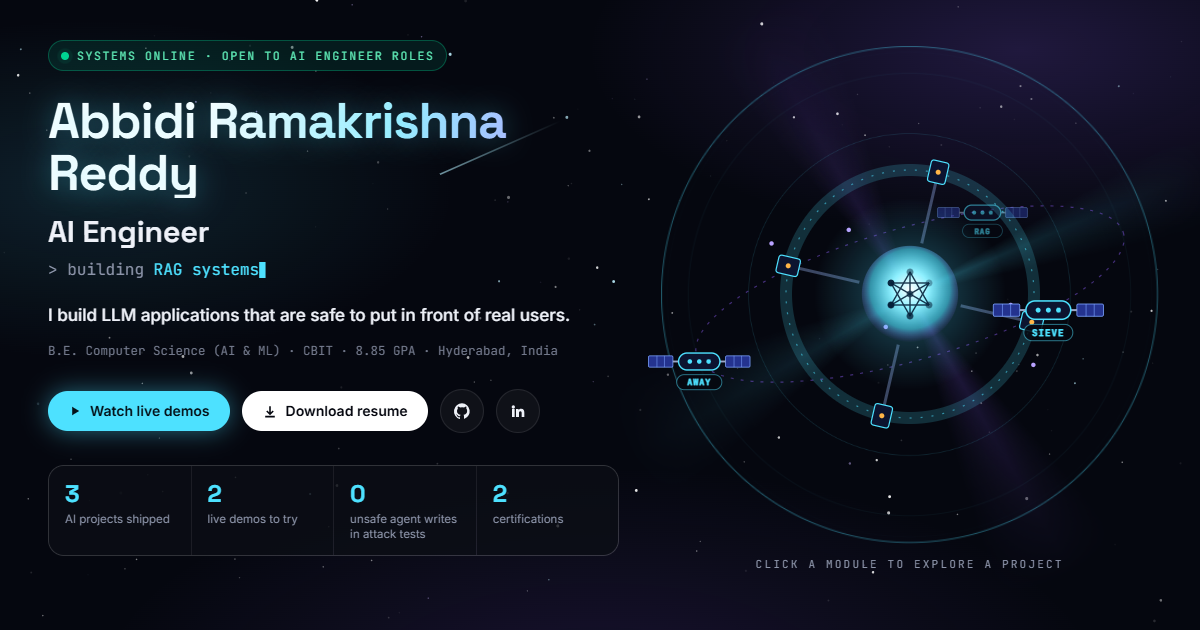 SYSTEMS ONLINE · OPEN TO AI ENGINEER ROLES
Abbidi Ramakrishna
Reddy
AI Engineer
> building RAG systems
I build LLM applications that are safe to put in front of real users.
B.E. Computer Science (AI & ML) · CBIT · 8.85 GPA · Hyderabad, India
Watch live demos
Download resume
in
3
AI projects shipped
2
live demos to try
0
unsafe agent writes
in attack tests
2
certifications
RAG
SIEVE
AWAY
CLICK A MODULE TO EXPLORE A PROJECT